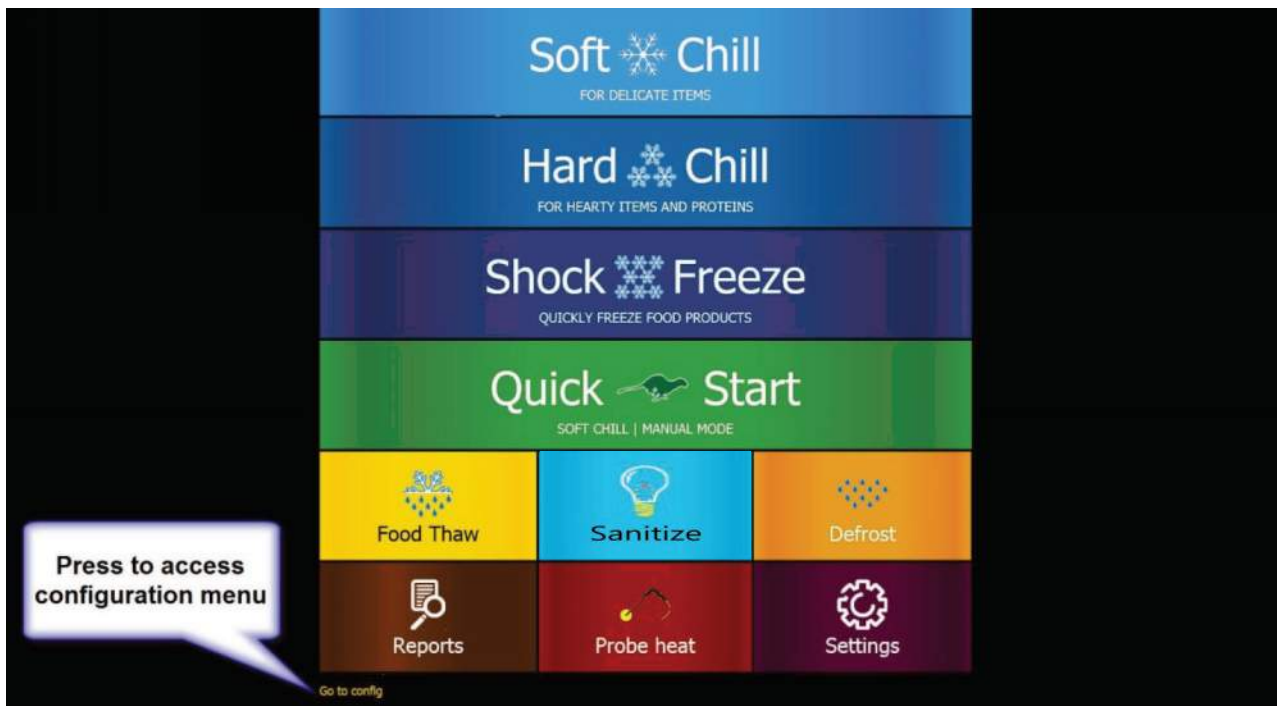 Soft Chill
FOR DELICATE ITEMS
Hard Chill
FOR HEARTY ITEMS AND PROTEINS
Shock Freeze
QUICKLY FREEZE FOOD PRODUCTS
Quick Start
SOFT CHILL | MANUAL MODE
Food Thaw
Sanitize
Defrost
Press to access
configuration menu
Reports
Probe heat
Settings
Go to config